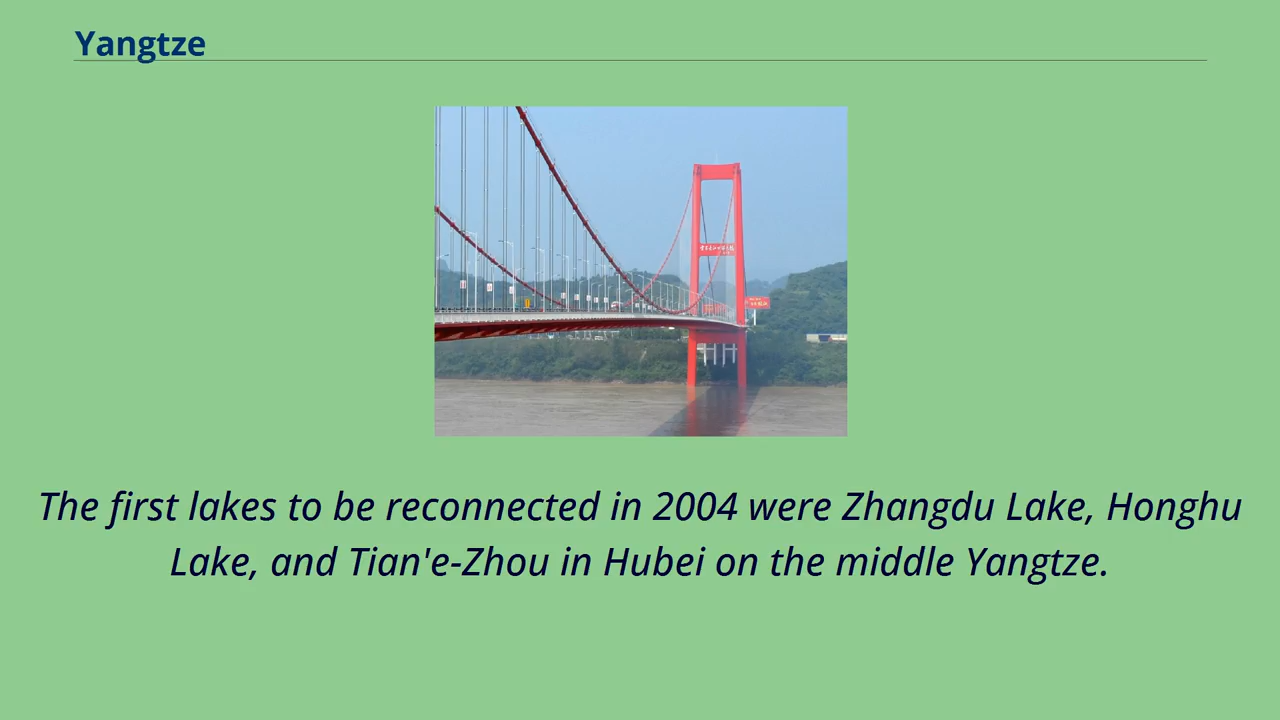 Yangtze
The first lakes to be reconnected in 2004 were Zhangdu Lake, Honghu
Lake, and Tian'e-Zhou in Hubei on the middle Yangtze.